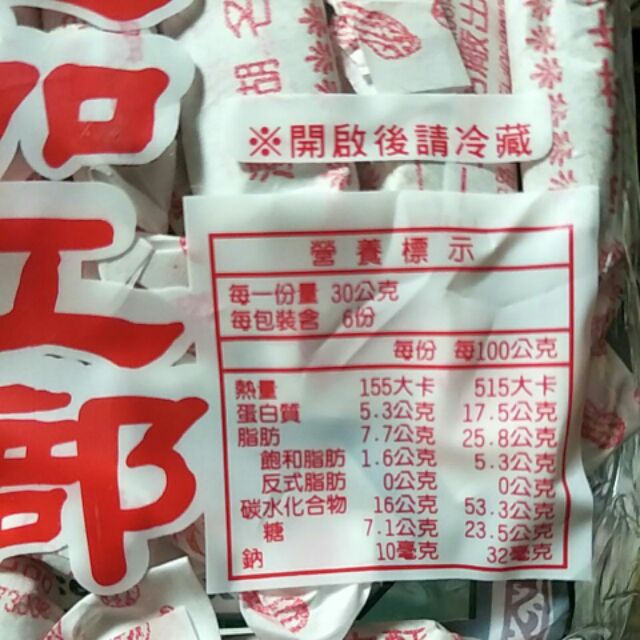 加工部
※開啟後請冷藏
營養標示
每一份量 30公克
每包裝含 6份
每份 每100公克
熱量 155大卡 515大卡
蛋白質 5.3公克 17.5公克
脂肪 7.7公克 25.8公克
飽和脂肪 1.6公克 5.3公克
反式脂肪 0公克 0公克
碳水化合物 16公克 53.3公克
糖 7.1公克 23.5公克
鈉 10毫克 32毫克